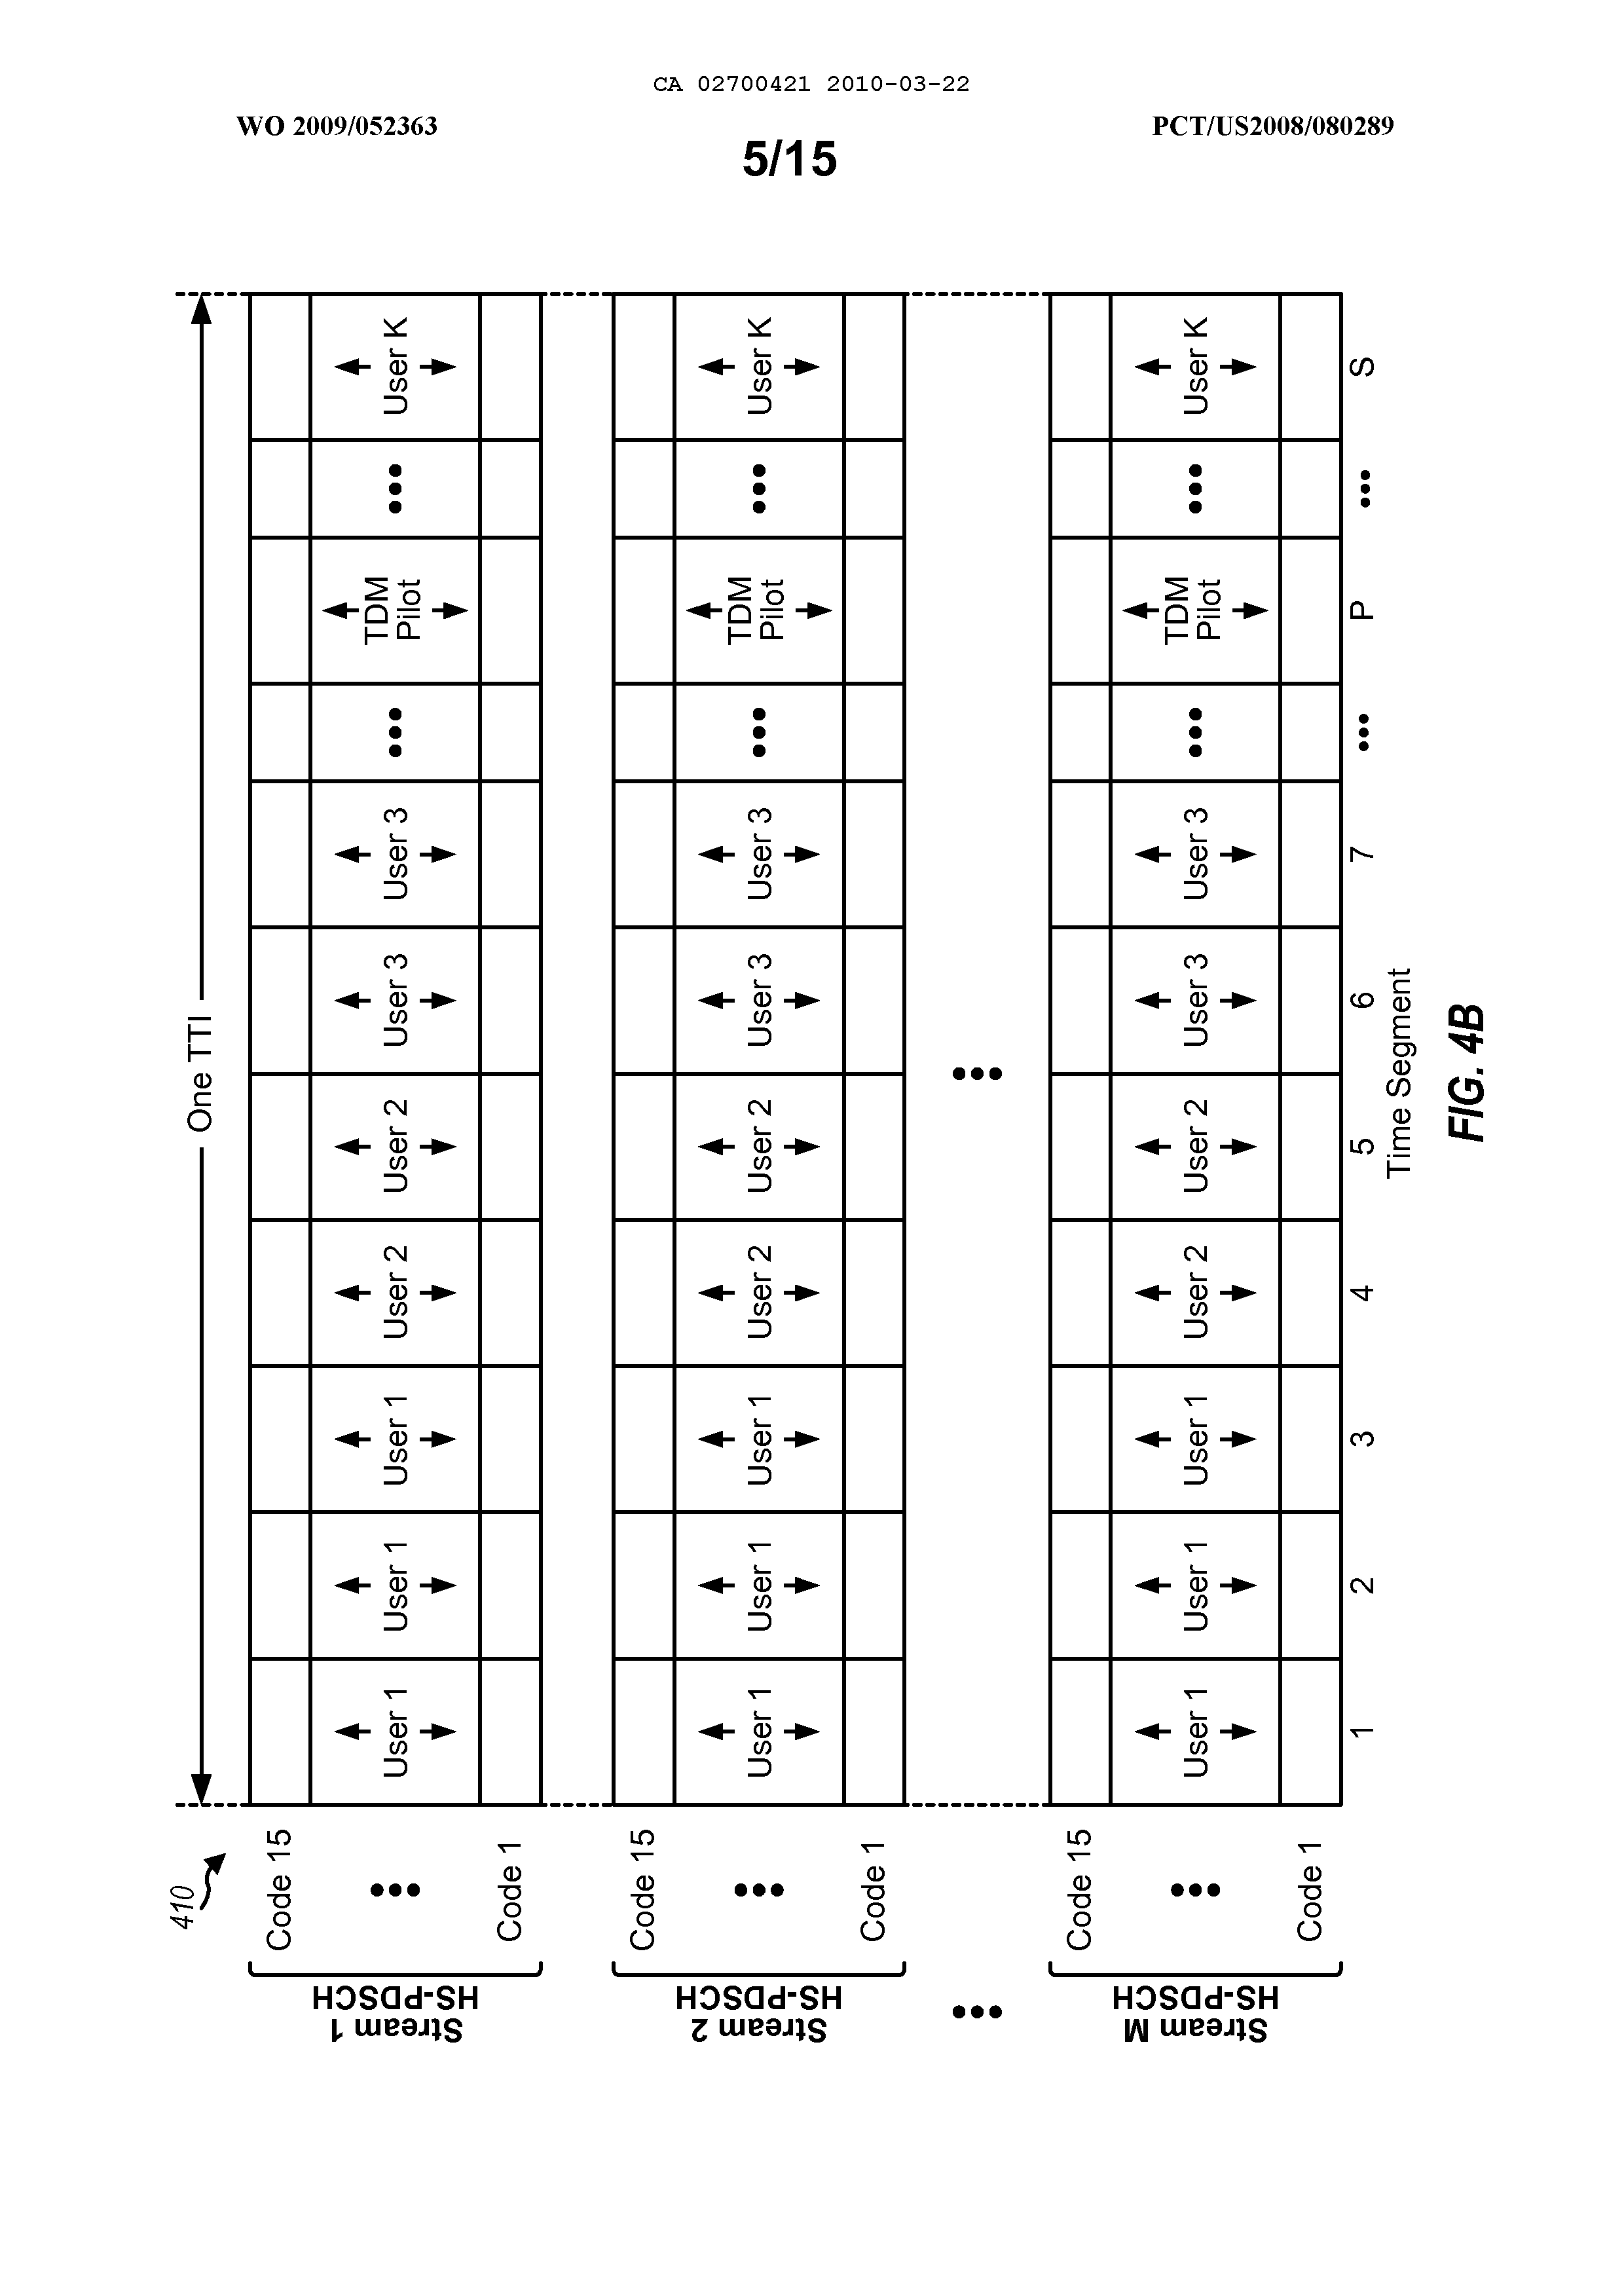 CA 02700421 2010-03-22
WO 2009/052363
PCT/US2008/080289
5/15
410
One TTI
Stream 1
HS-PDSCH
Code 15
•••
Code 1
User 1
User 1
User 1
User 2
User 2
User 3
User 3
•••
TDM
Pilot
•••
User K
Stream 2
HS-PDSCH
Code 15
•••
Code 1
User 1
User 1
User 1
User 2
User 2
User 3
User 3
•••
TDM
Pilot
•••
User K
•••
•••
Stream M
HS-PDSCH
Code 15
•••
Code 1
User 1
User 1
User 1
User 2
User 2
User 3
User 3
•••
TDM
Pilot
•••
User K
1 2 3 4 5 6 7 ••• P ••• S
Time Segment
FIG. 4B